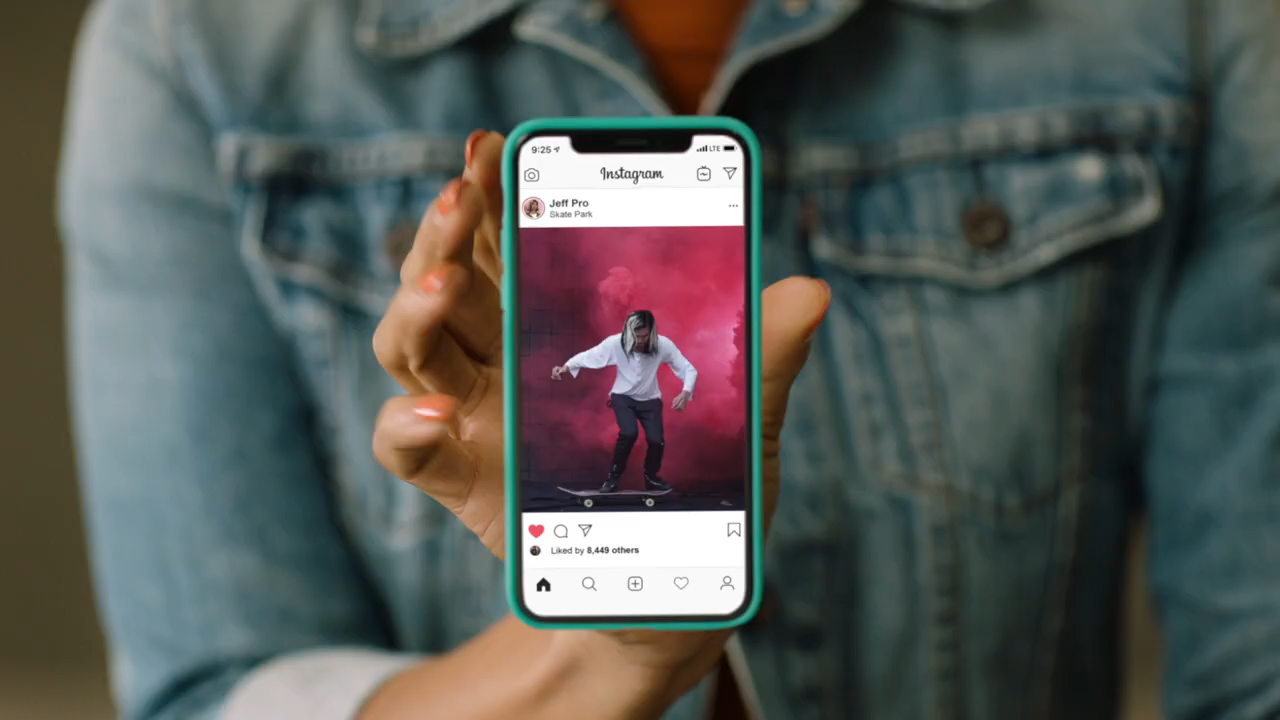 9:25
LTE
Instagram
Jeff Pro
Skate Park
Liked by 8,449 others